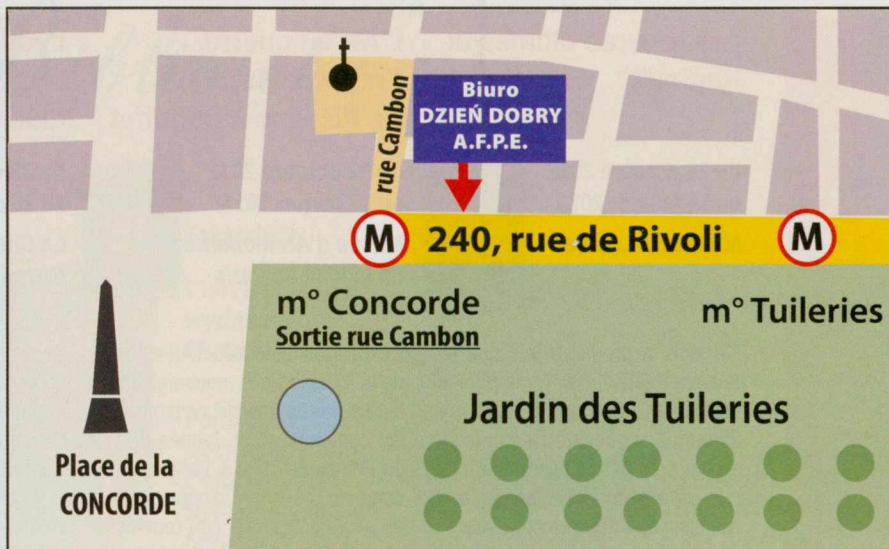 Biuro
DZIEŃ DOBRY
A.F.P.E.
rue Cambon
M 240, rue de Rivoli M
m° Concorde
Sortie rue Cambon
m° Tuileries
Jardin des Tuileries
Place de la
CONCORDE